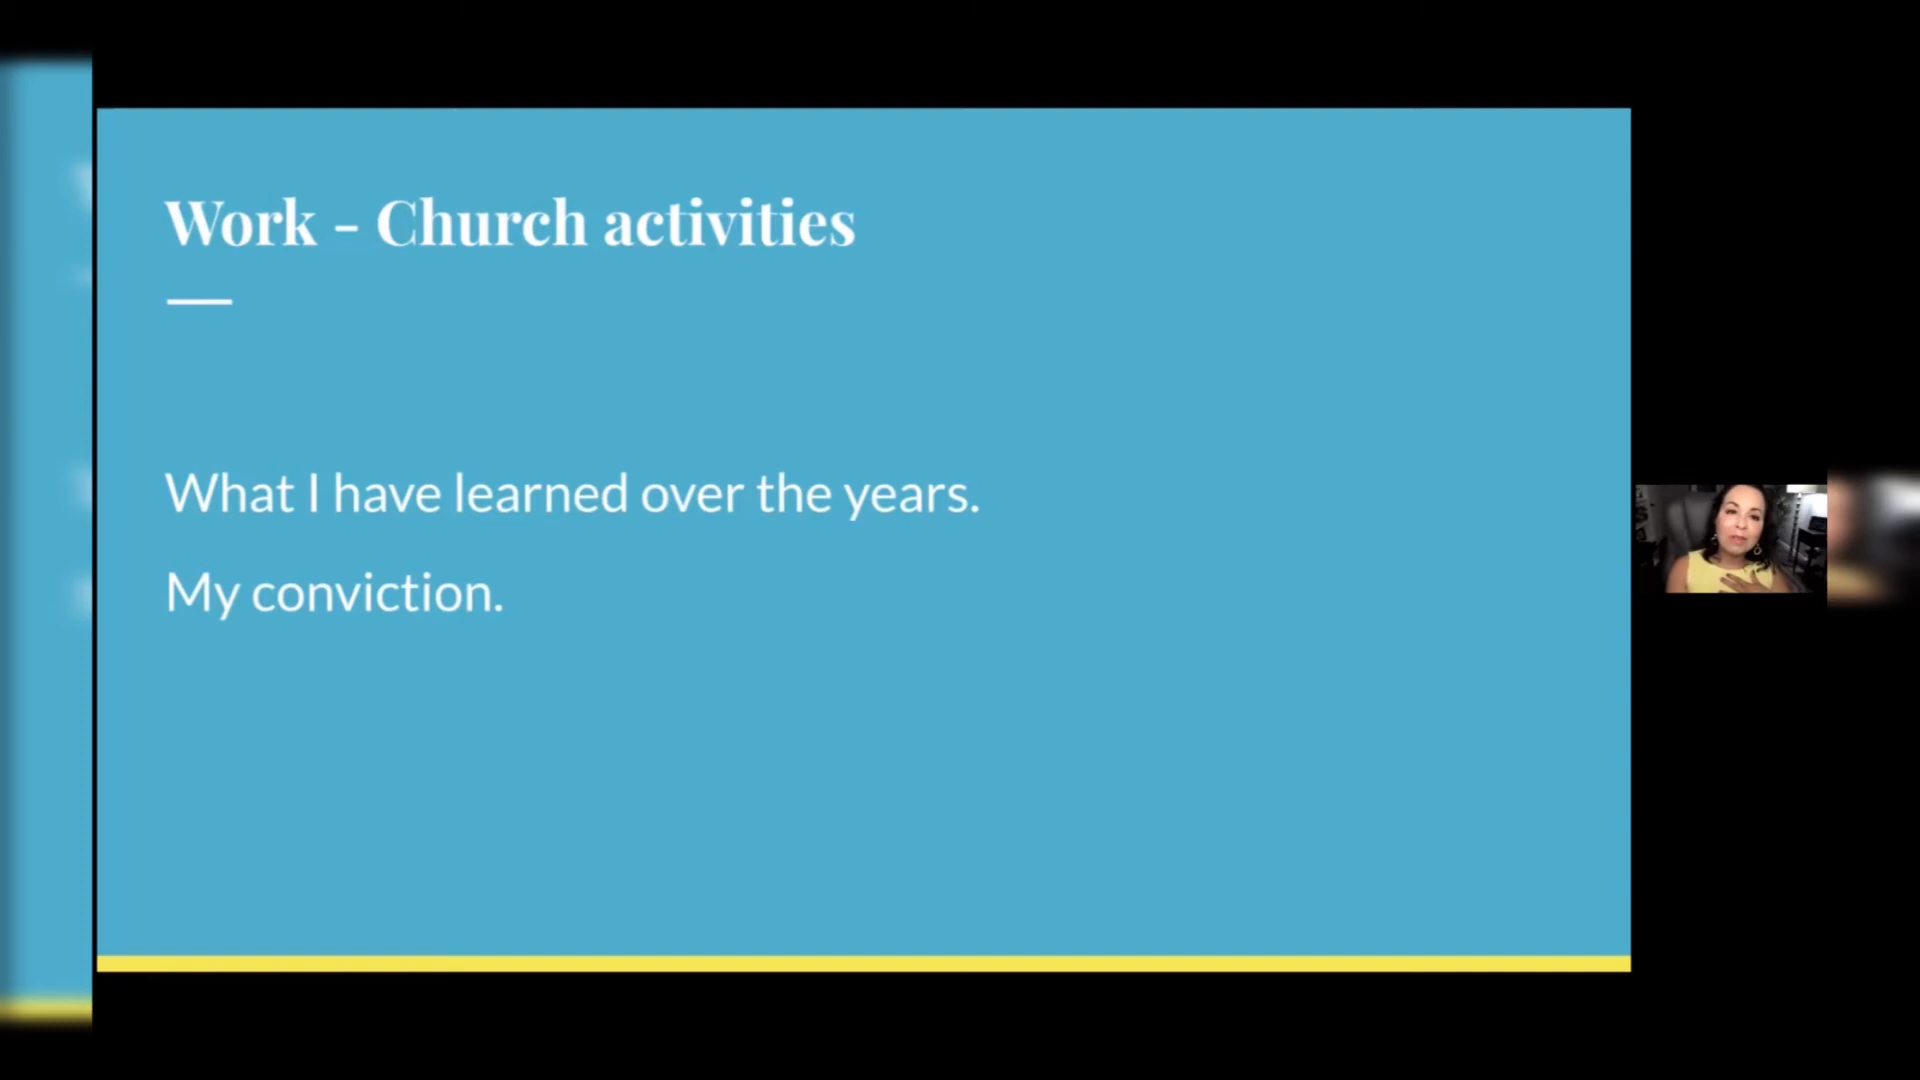 Work - Church activities
What I have learned over the years.
My conviction.